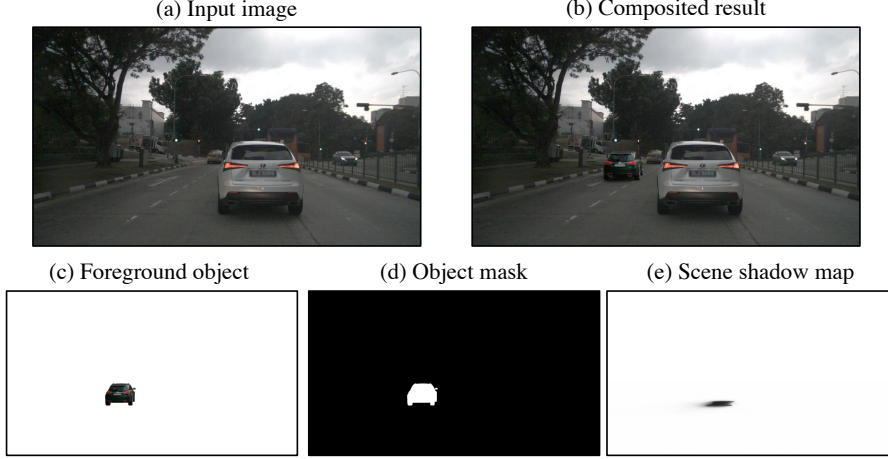 (a) Input image
(b) Composited result
(c) Foreground object
(d) Object mask
(e) Scene shadow map